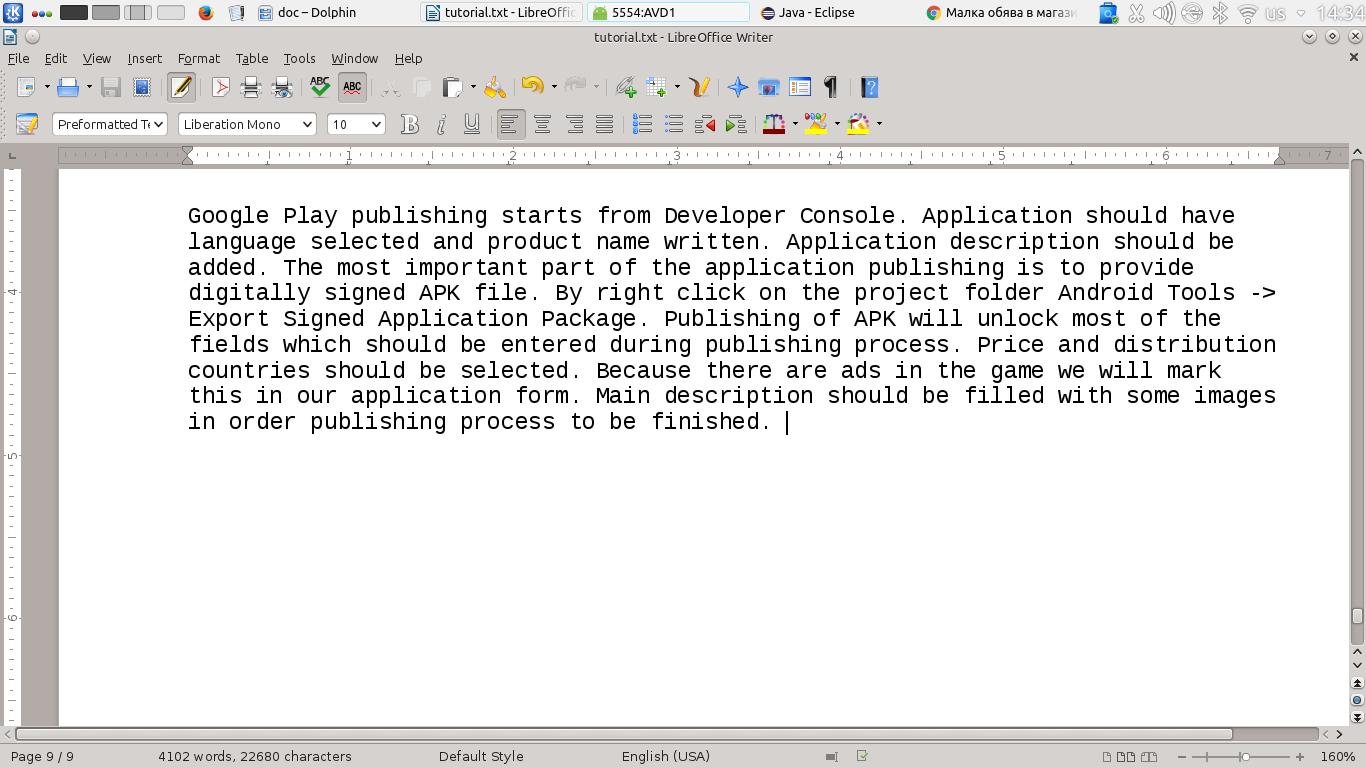 doc – Dolphin
tutorial.txt - LibreOffic
5554:AVD1
Java - Eclipse
Малка обява в магази
us
14:34
tutorial.txt - LibreOffice Writer
File Edit View Insert Format Table Tools Window Help
ABC ABC
Preformatted Te Liberation Mono 10
1 2 3 4 5 6 7
Google Play publishing starts from Developer Console. Application should have
language selected and product name written. Application description should be
added. The most important part of the application publishing is to provide
digitally signed APK file. By right click on the project folder Android Tools ->
Export Signed Application Package. Publishing of APK will unlock most of the
fields which should be entered during publishing process. Price and distribution
countries should be selected. Because there are ads in the game we will mark
this in our application form. Main description should be filled with some images
in order publishing process to be finished.
4
5
6
Page 9 / 9 4102 words, 22680 characters Default Style English (USA) 160%